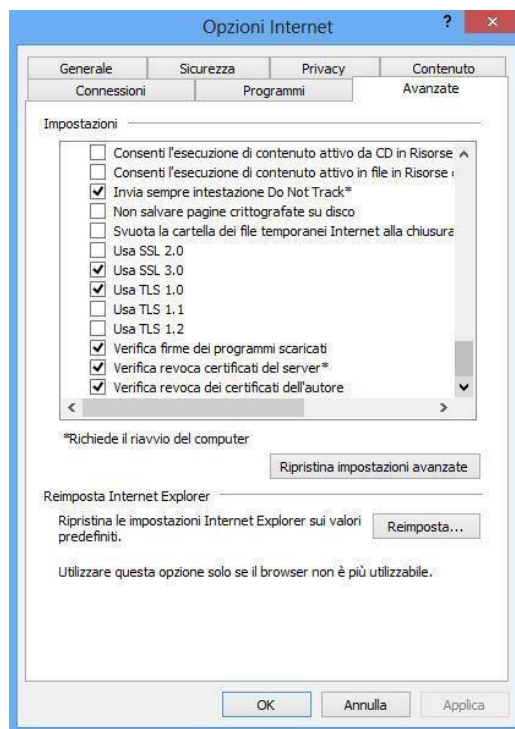 Opzioni Internet
?
Generale
Sicurezza
Privacy
Contenuto
Connessioni
Programmi
Avanzate
Impostazioni
Consenti l'esecuzione di contenuto attivo da CD in Risorse
Consenti l'esecuzione di contenuto attivo in file in Risorse
Invia sempre intestazione Do Not Track*
Non salvare pagine crittografate su disco
Svuota la cartella dei file temporanei Internet alla chiusura
Usa SSL 2.0
Usa SSL 3.0
Usa TLS 1.0
Usa TLS 1.1
Usa TLS 1.2
Verifica firme dei programmi scaricati
Verifica revoca certificati del server*
Verifica revoca dei certificati dell'autore
*Richiede il riavvio del computer
Ripristina impostazioni avanzate
Reimposta Internet Explorer
Ripristina le impostazioni Internet Explorer sui valori
predefiniti.
Reimposta...
Utilizzare questa opzione solo se il browser non è più utilizzabile.
OK
Annulla
Applica